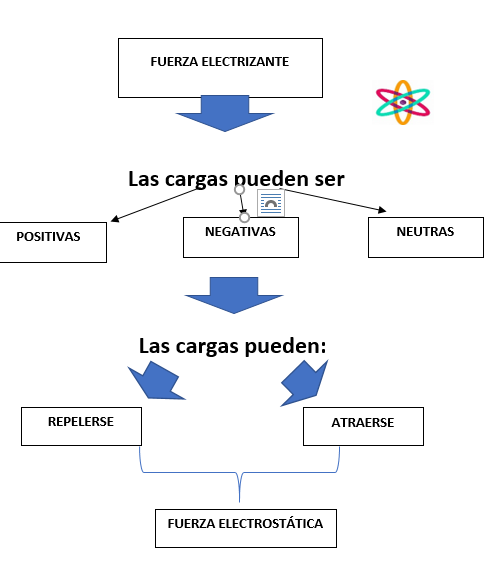 FUERZA ELECTRIZANTE
Las cargas pueden ser
POSITIVAS
NEGATIVAS
NEUTRAS
Las cargas pueden:
REPELERSE
ATRAERSE
FUERZA ELECTROSTÁTICA